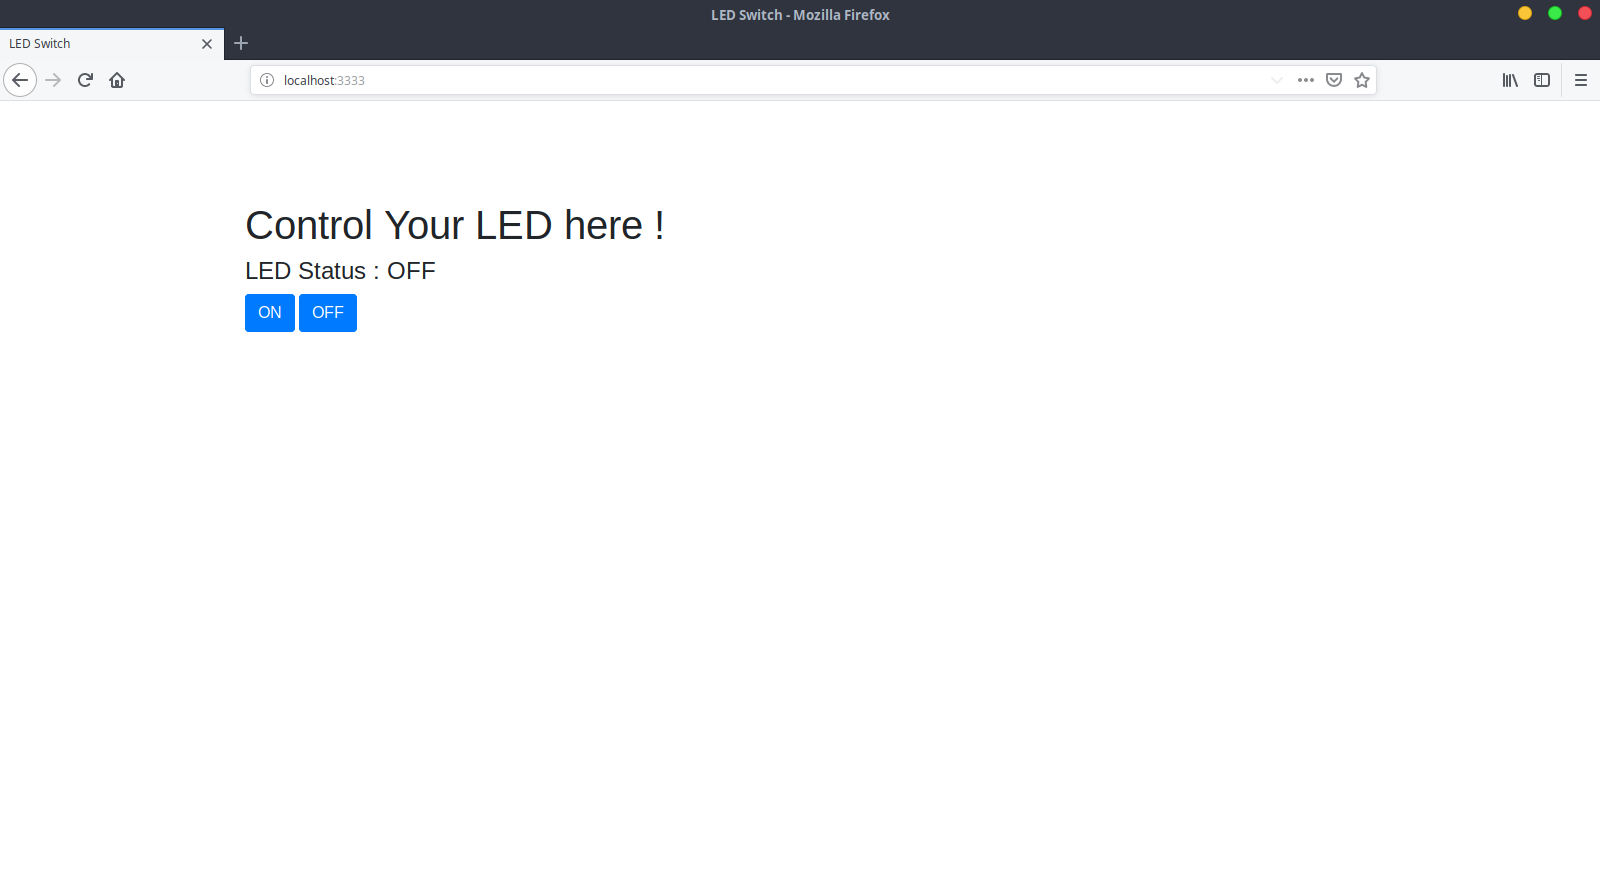 LED Switch - Mozilla Firefox
LED Switch
localhost:3333
Control Your LED here !
LED Status : OFF
ON OFF